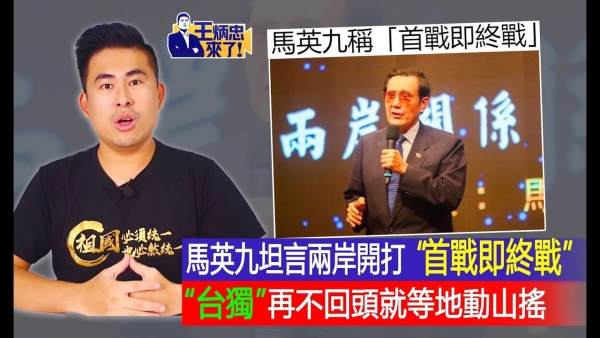 王炳忠
來了!
馬英九稱「首戰即終戰」
兩岸關係
馬
祖國
必須統一
也必然統一
馬英九坦言兩岸開打“首戰即終戰”
“台獨”再不回頭就等地動山搖